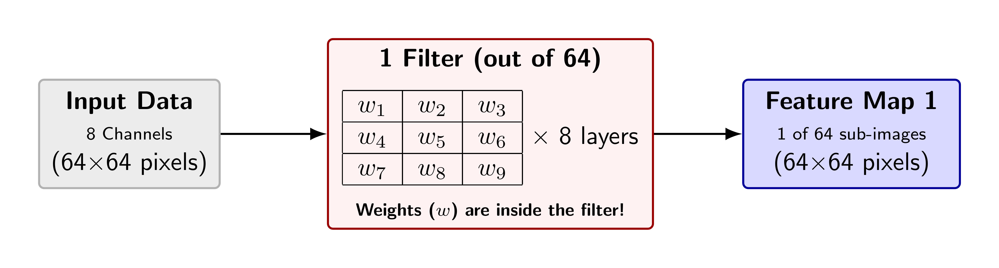 Input Data
8 Channels
(64×64 pixels)
1 Filter (out of 64)
w₁ w₂ w₃
w₄ w₅ w₆ × 8 layers
w₇ w₈ w₉
Weights (w) are inside the filter!
Feature Map 1
1 of 64 sub-images
(64×64 pixels)